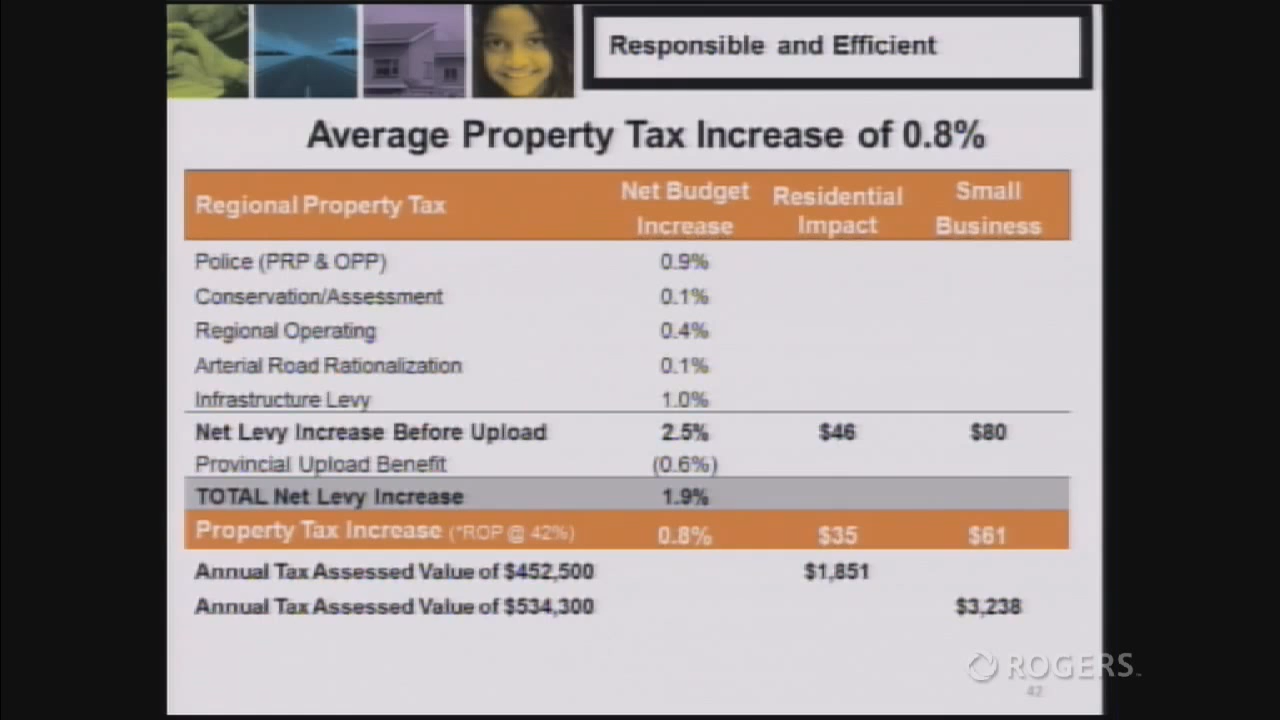 Responsible and Efficient
Average Property Tax Increase of 0.8%
Regional Property Tax Net Budget Increase Residential Impact Small Business
Police (PRP & OPP) 0.9%
Conservation/Assessment 0.1%
Regional Operating 0.4%
Arterial Road Rationalization 0.1%
Infrastructure Levy 1.0%
Net Levy Increase Before Upload 2.5% $46 $80
Provincial Upload Benefit (0.6%)
TOTAL Net Levy Increase 1.9%
Property Tax Increase (*ROP @ 42%) 0.8% $35 $61
Annual Tax Assessed Value of $452,500 $1,851
Annual Tax Assessed Value of $534,300 $3,238
ROGERS™
42